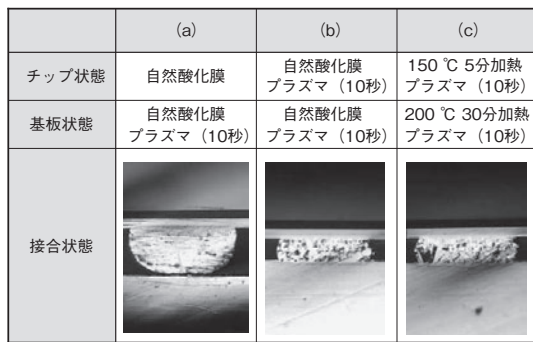 (a) (b) (c)
チップ状態 自然酸化膜 自然酸化膜 150 ℃ 5分加熱
プラズマ（10秒） プラズマ（10秒）
基板状態 自然酸化膜 自然酸化膜 200 ℃ 30分加熱
プラズマ（10秒） プラズマ（10秒） プラズマ（10秒）
接合状態